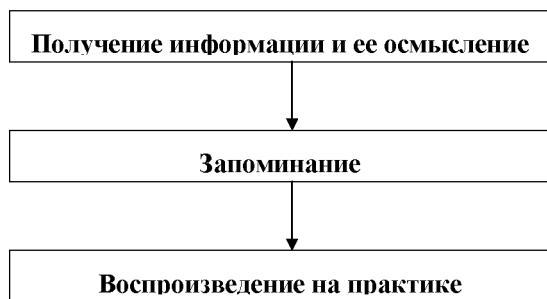 Получение информации и ее осмысление
Запоминание
Воспроизведение на практике